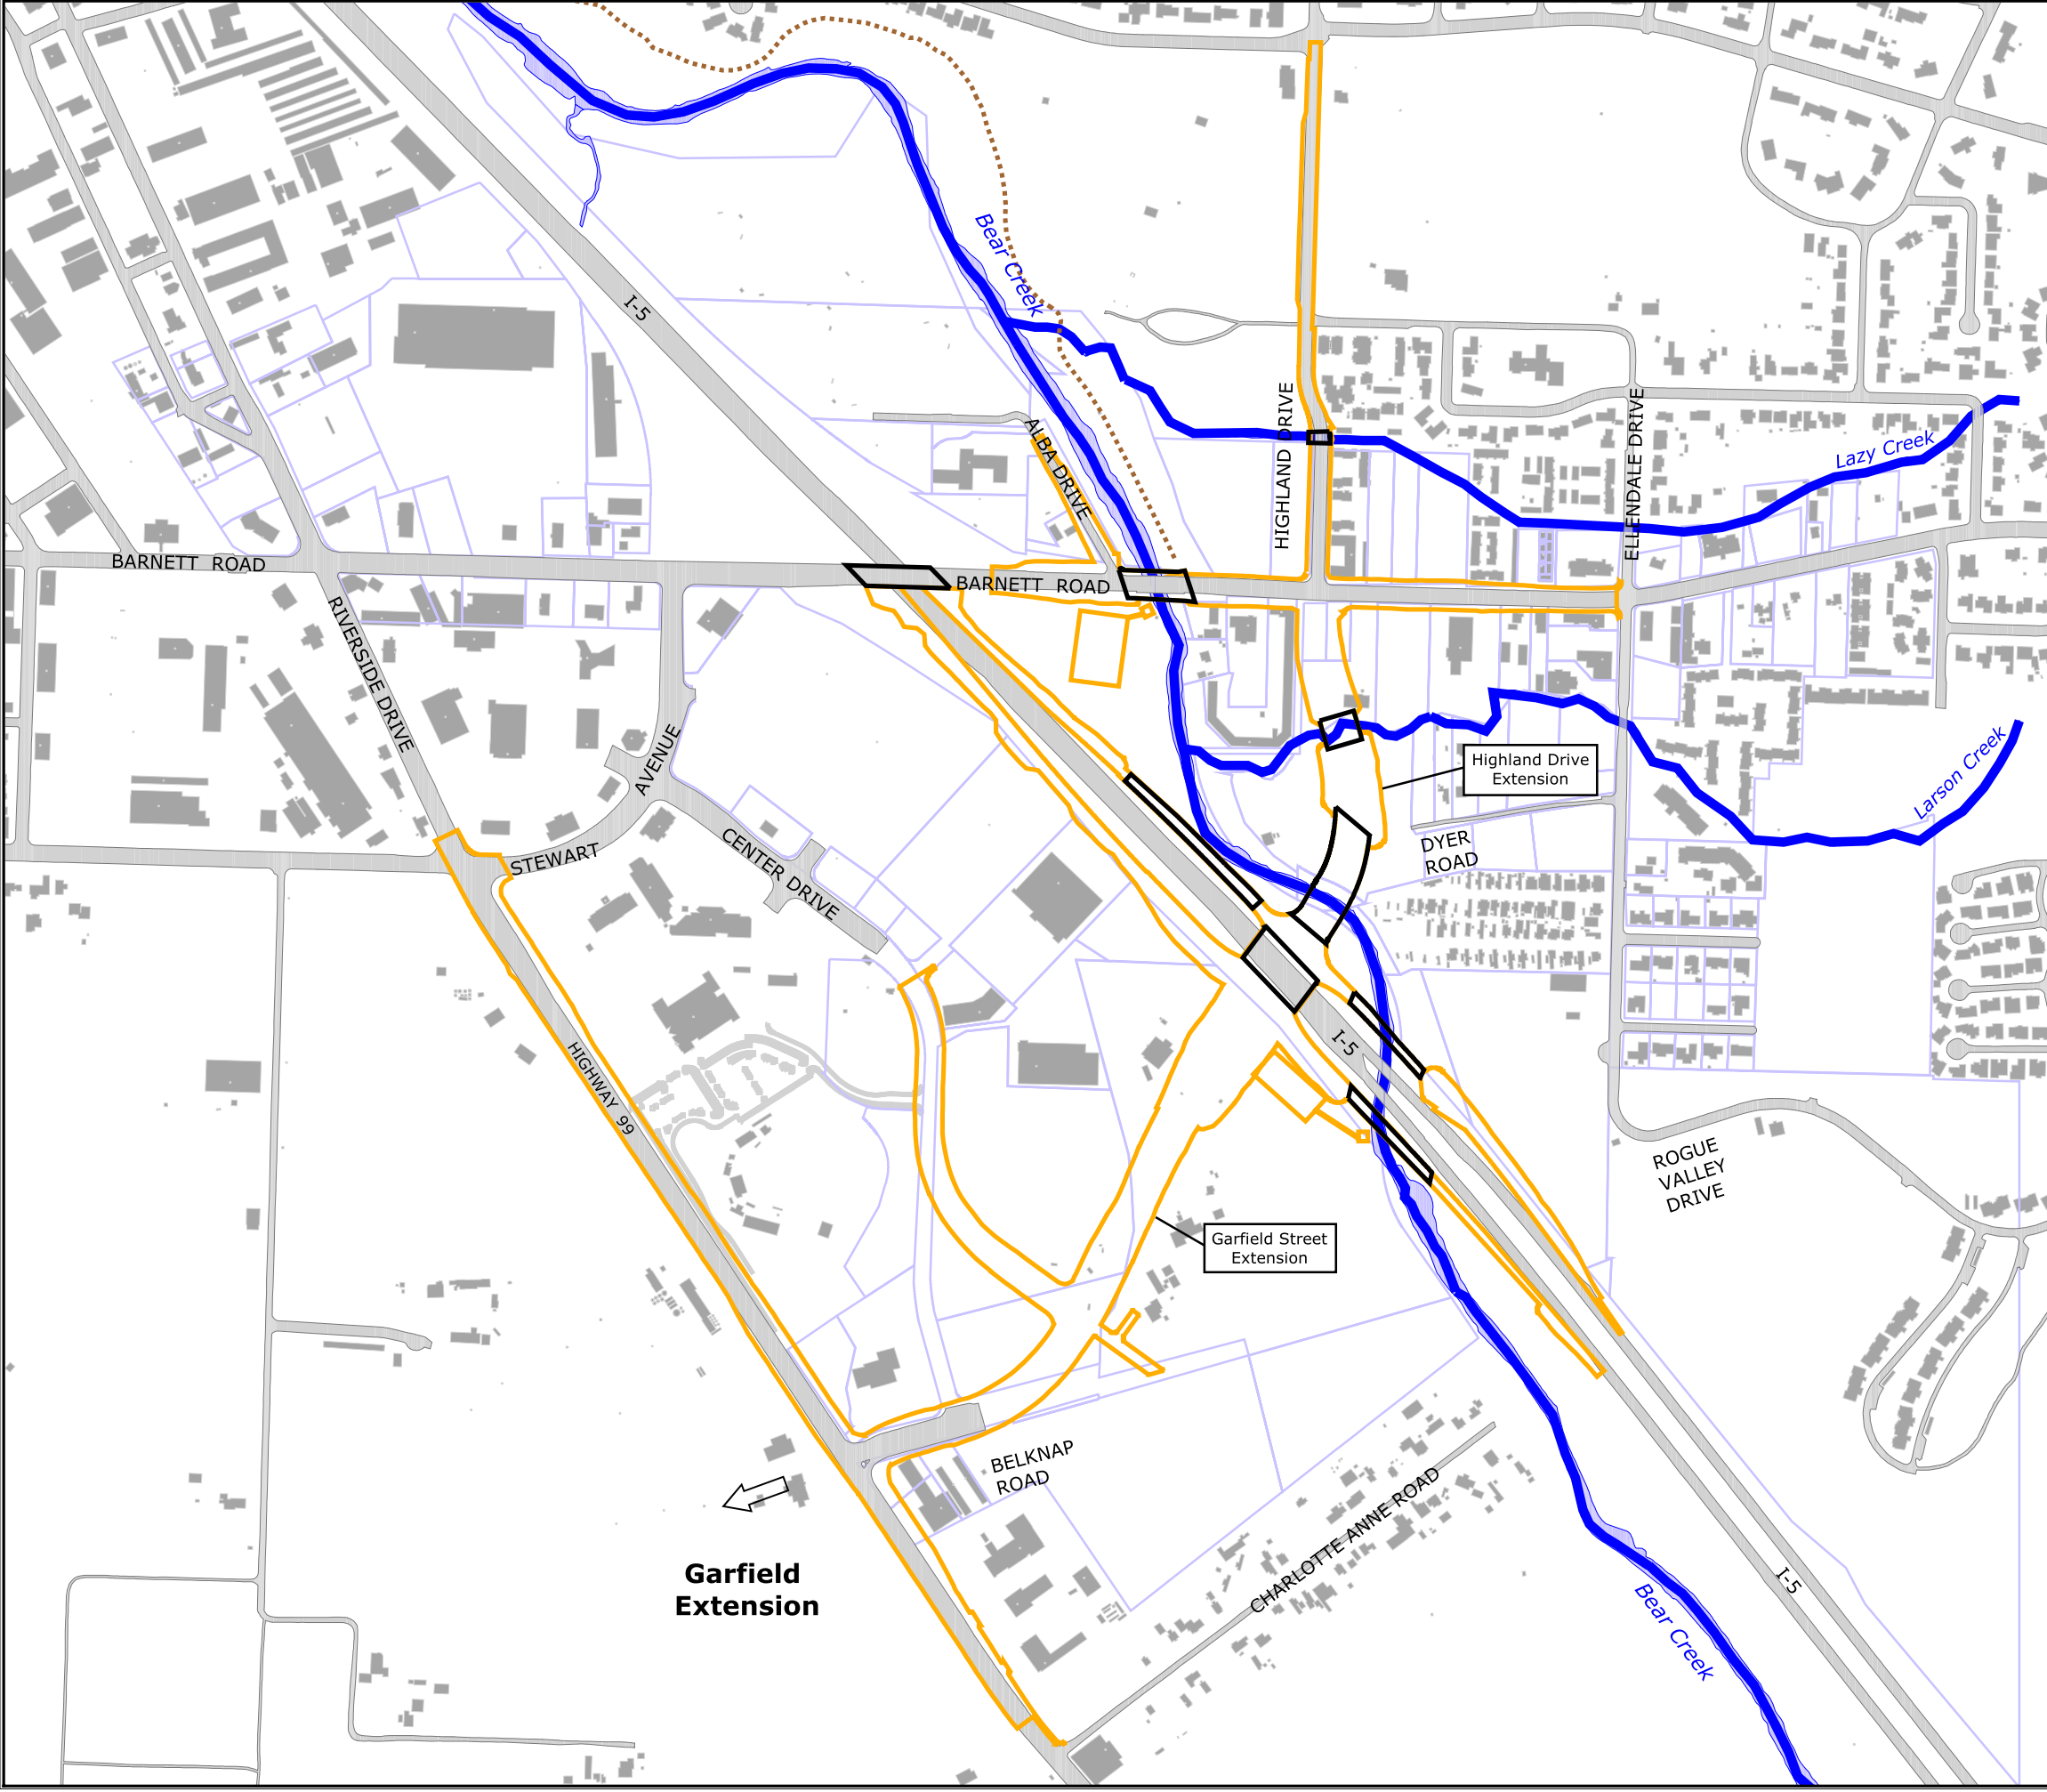 Bear Creek
I-5
HIGHLAND DRIVE
ELLENDALE DRIVE
Lazy Creek
ALBA DRIVE
BARNETT ROAD
BARNETT ROAD
RIVERSIDE DRIVE
AVENUE
STEWART
CENTER DRIVE
Highland Drive
Extension
Larson Creek
DYER
ROAD
I-5
HIGHWAY 99
ROGUE
VALLEY
DRIVE
Garfield Street
Extension
BELKNAP
ROAD
CHARLOTTE ANNE ROAD
Garfield
Extension
I-5
Bear Creek